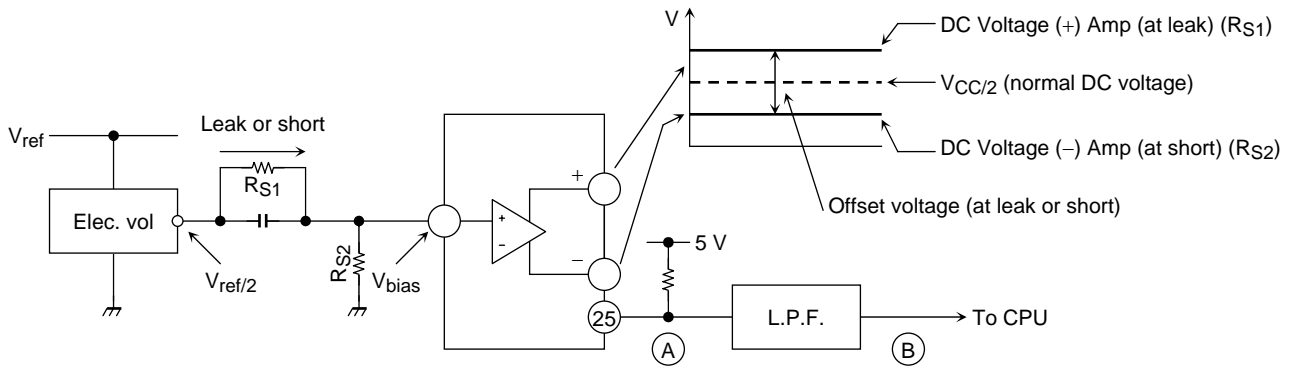 V
DC Voltage (+) Amp (at leak) (RS1)
VCC/2 (normal DC voltage)
DC Voltage (−) Amp (at short) (RS2)
Offset voltage (at leak or short)
Vref
Leak or short
RS1
Elec. vol
Vref/2
RS2
Vbias
+
−
+
−
5 V
25
L.P.F.
To CPU
A
B